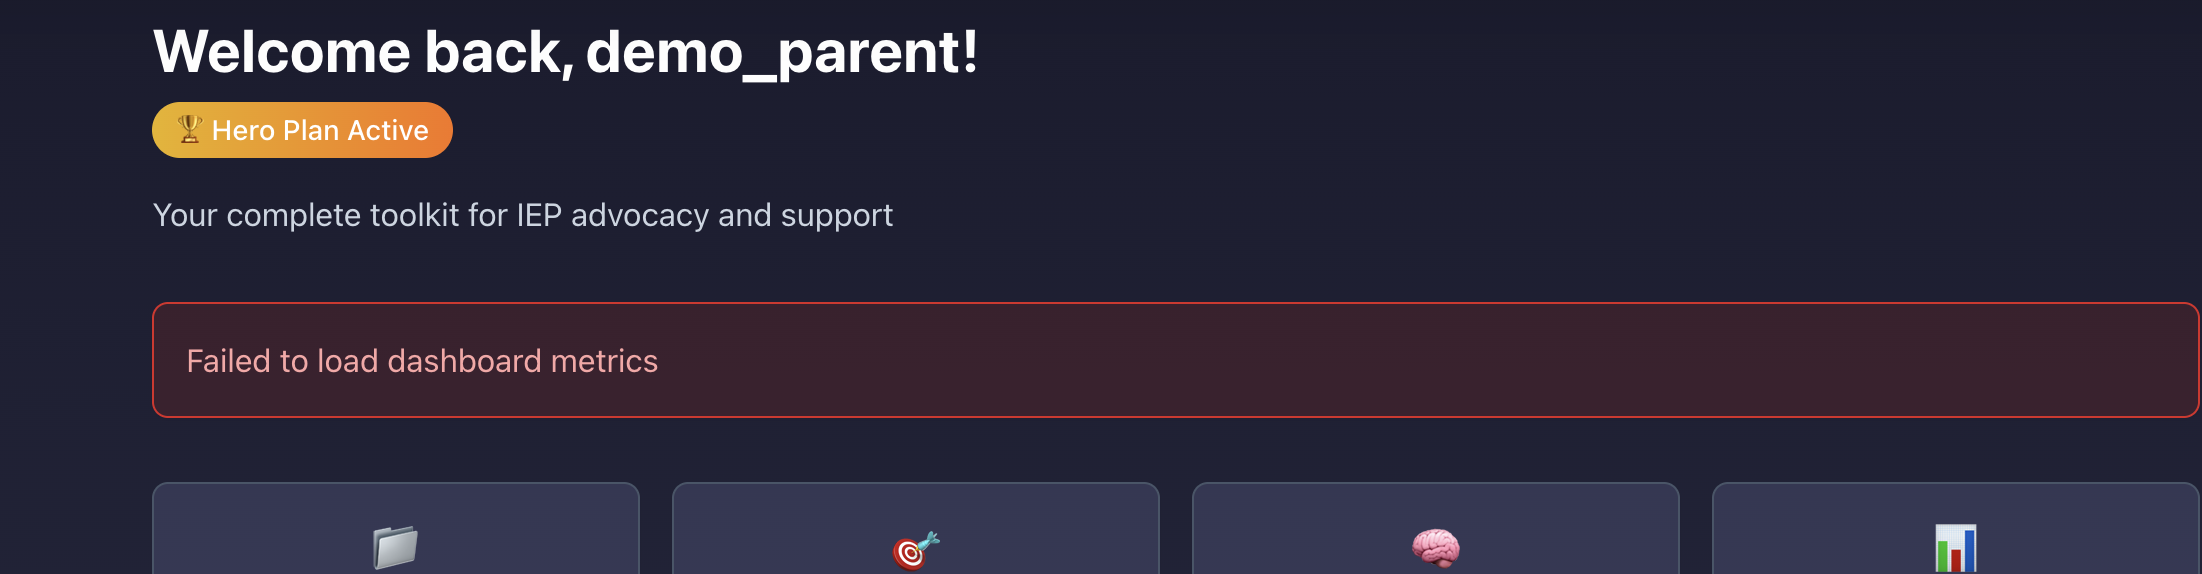 Welcome back, demo_parent!
🏆 Hero Plan Active
Your complete toolkit for IEP advocacy and support
Failed to load dashboard metrics